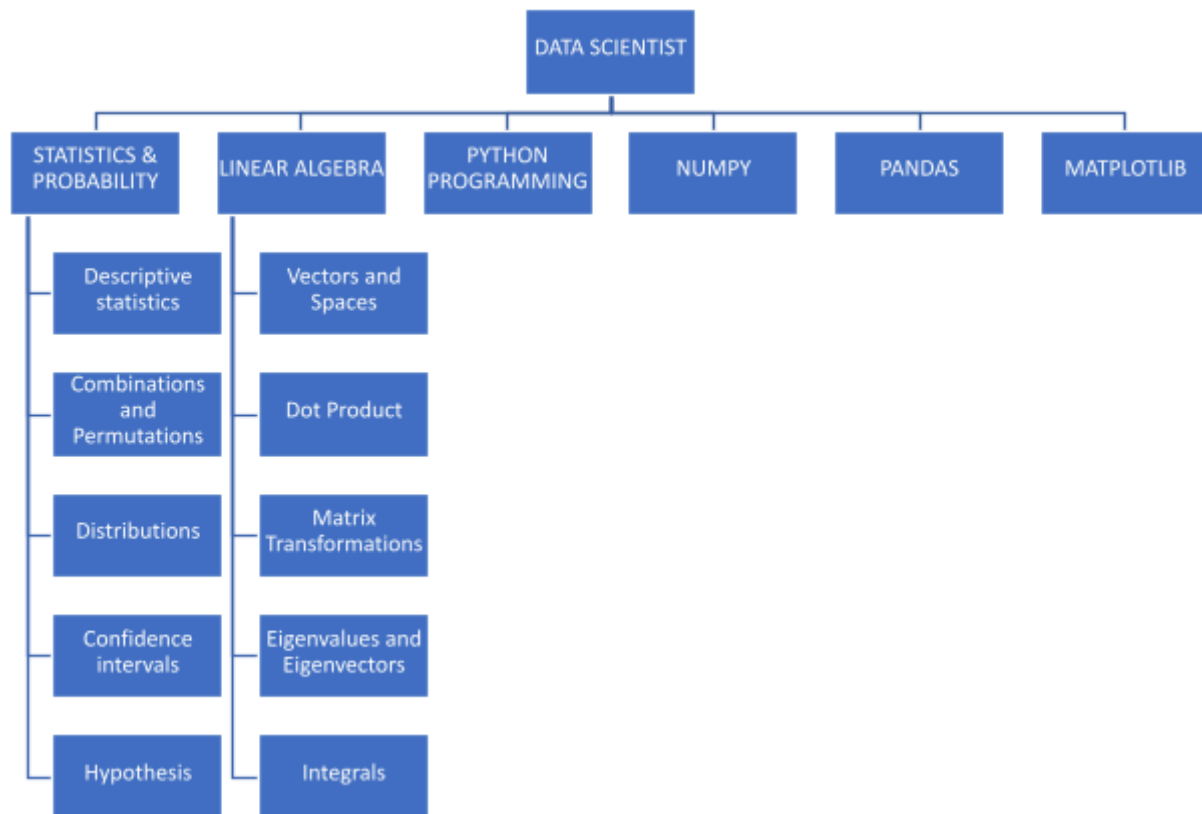 DATA SCIENTIST
STATISTICS &
PROBABILITY
LINEAR ALGEBRA
PYTHON
PROGRAMMING
NUMPY
PANDAS
MATPLOTLIB
Descriptive
statistics
Combinations
and
Permutations
Distributions
Confidence
intervals
Hypothesis
Vectors and
Spaces
Dot Product
Matrix
Transformations
Eigenvalues and
Eigenvectors
Integrals